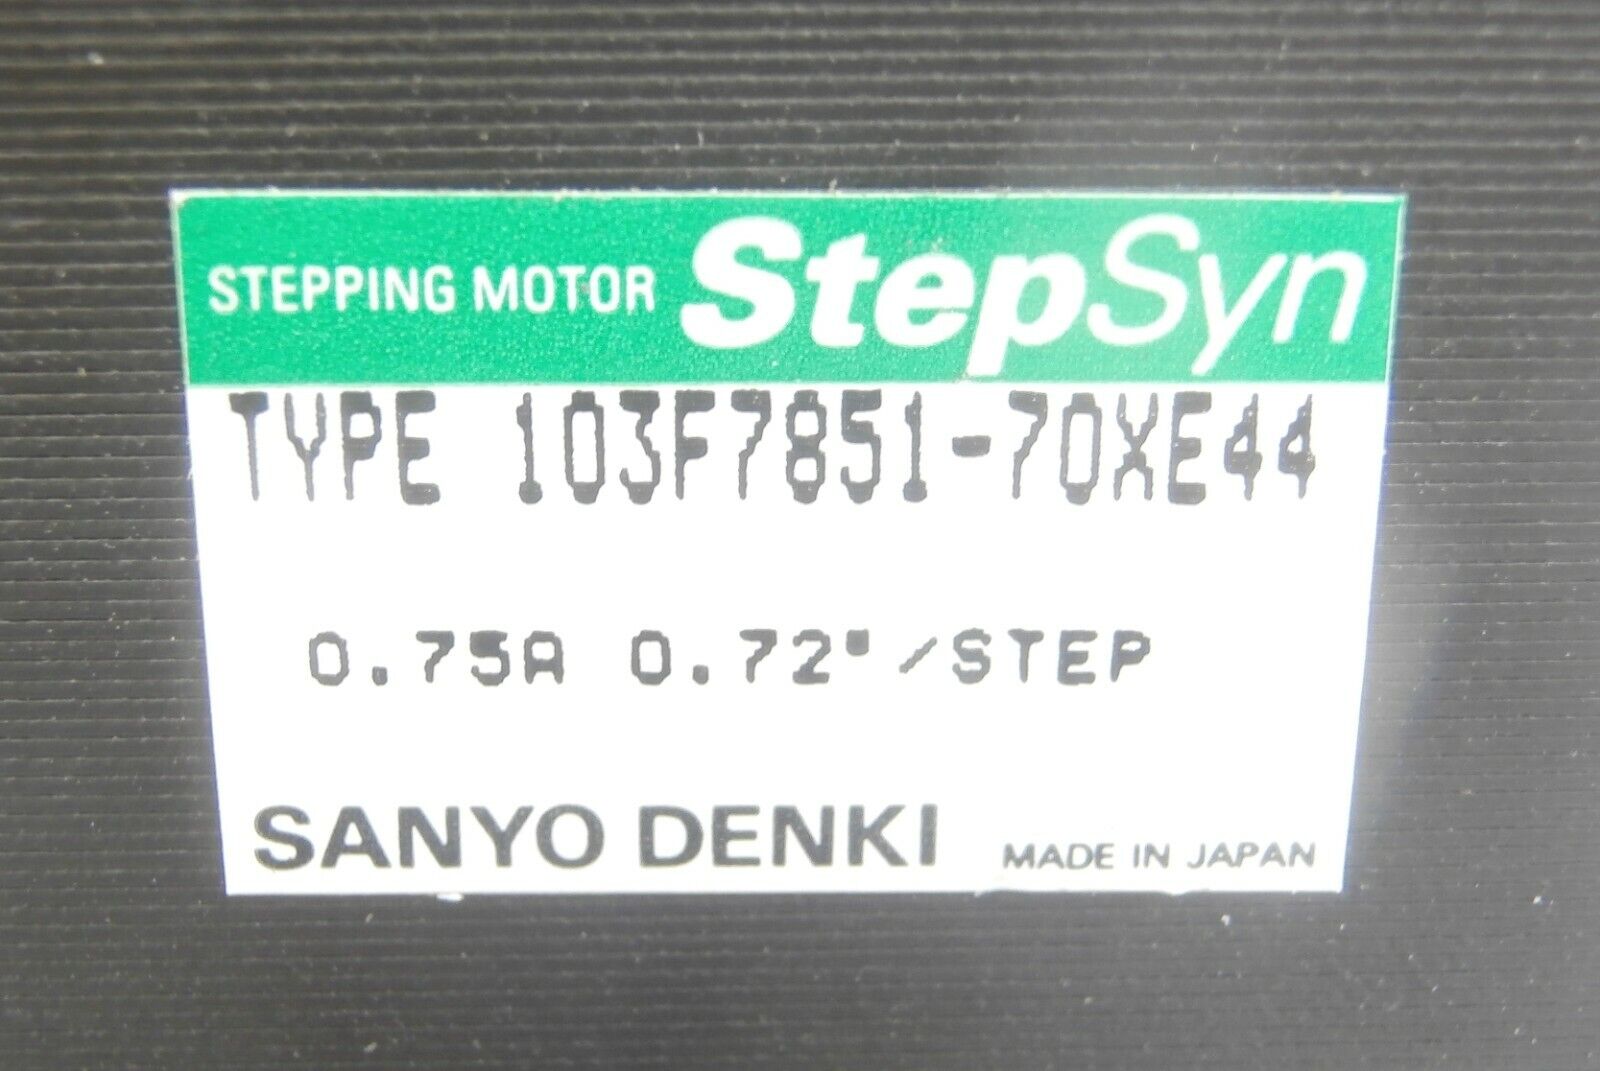 STEPPING MOTOR StepSyn
TYPE 103F7851-70XE44
0.75A 0.72°/STEP
SANYO DENKI MADE IN JAPAN